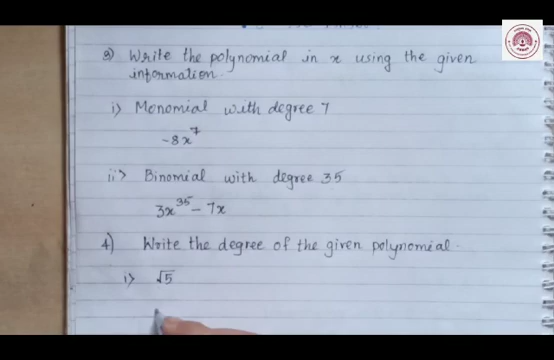 3) Write the polynomial in x using the given
information.
i> Monomial with degree 7
-8x⁷
ii> Binomial with degree 35
3x³⁵ - 7x
4) Write the degree of the given polynomial.
i> √5